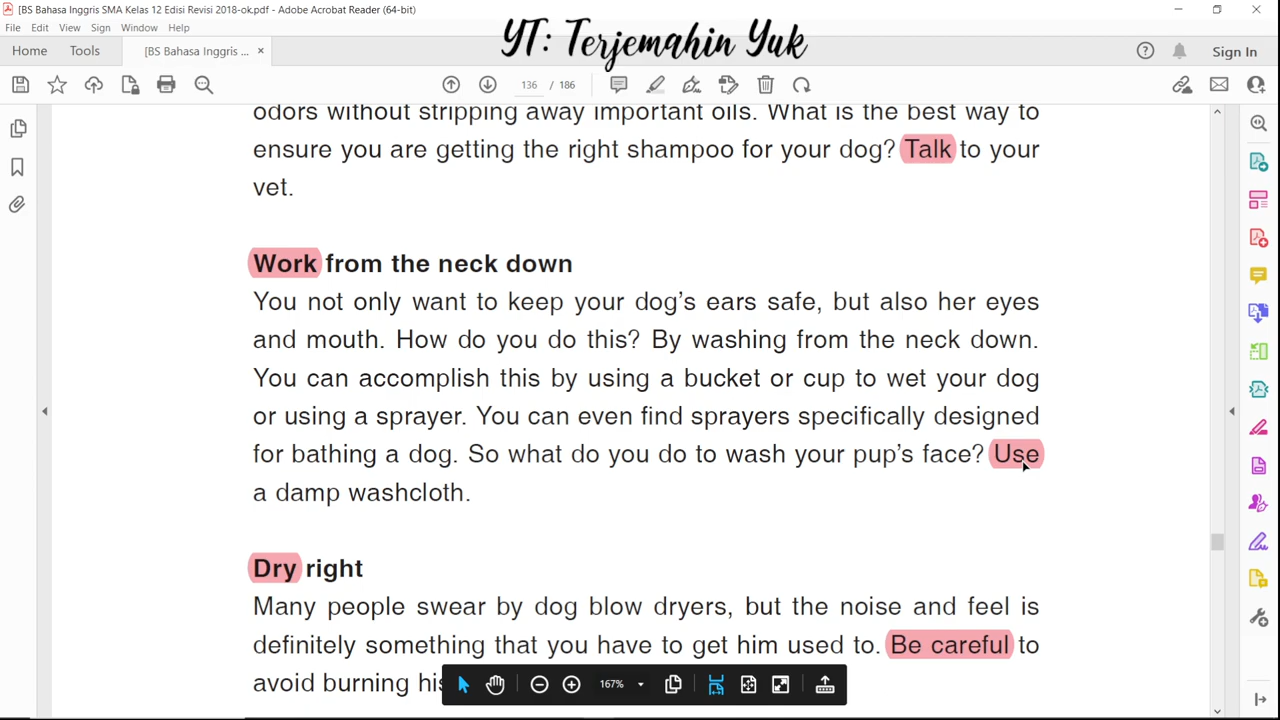 [BS Bahasa Inggris SMA Kelas 12 Edisi Revisi 2018-ok.pdf - Adobe Acrobat Reader (64-bit)
File Edit View Sign Window Help
YT: Terjemahin Yuk
Home Tools [BS Bahasa Inggris ... × Sign In
136 / 186
odors without stripping away important oils. What is the best way to
ensure you are getting the right shampoo for your dog? Talk to your
vet.
Work from the neck down
You not only want to keep your dog’s ears safe, but also her eyes
and mouth. How do you do this? By washing from the neck down.
You can accomplish this by using a bucket or cup to wet your dog
or using a sprayer. You can even find sprayers specifically designed
for bathing a dog. So what do you do to wash your pup’s face? Use
a damp washcloth.
Dry right
Many people swear by dog blow dryers, but the noise and feel is
definitely something that you have to get him used to. Be careful to
avoid burning his
167%